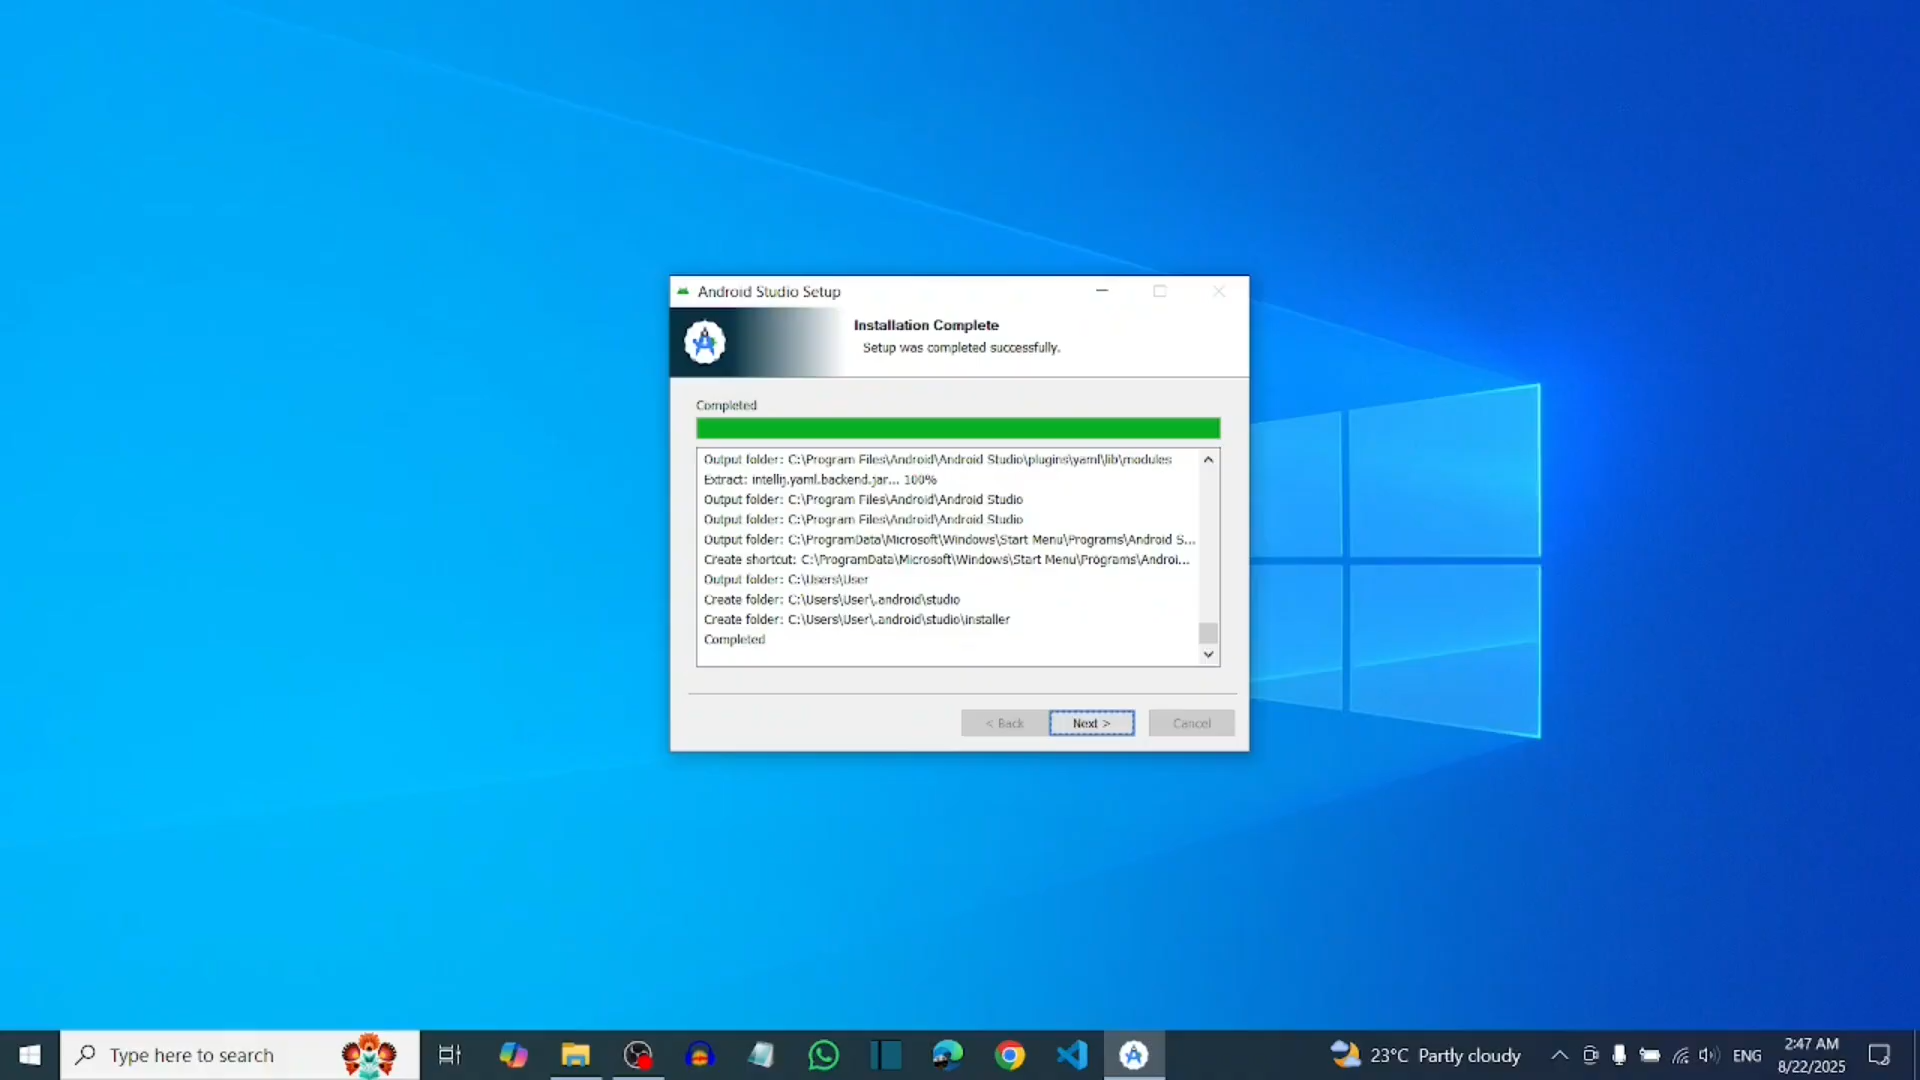 Android Studio Setup
Installation Complete
Setup was completed successfully.
Completed
Output folder: C:\Program Files\Android\Android Studio\plugins\yaml\lib\modules
Extract: intellij.yaml.backend.jar... 100%
Output folder: C:\Program Files\Android\Android Studio
Output folder: C:\Program Files\Android\Android Studio
Output folder: C:\ProgramData\Microsoft\Windows\Start Menu\Programs\Android S...
Create shortcut: C:\ProgramData\Microsoft\Windows\Start Menu\Programs\Androi...
Output folder: C:\Users\User
Create folder: C:\Users\User\.android\studio
Create folder: C:\Users\User\.android\studio\installer
Completed
< Back Next > Cancel
Type here to search
23°C Partly cloudy
ENG
2:47 AM
8/22/2025